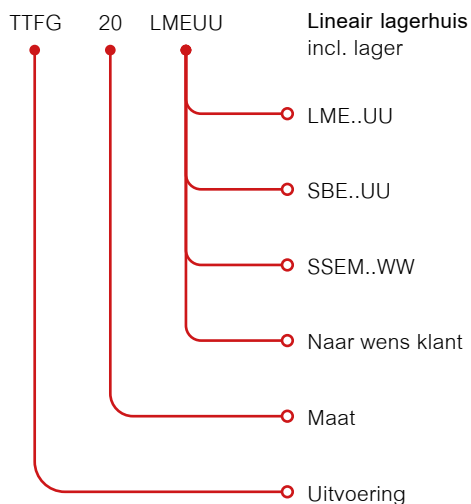 TTFG 20 LMEUU Lineair lagerhuis
incl. lager
LME..UU
SBE..UU
SSEM..WW
Naar wens klant
Maat
Uitvoering